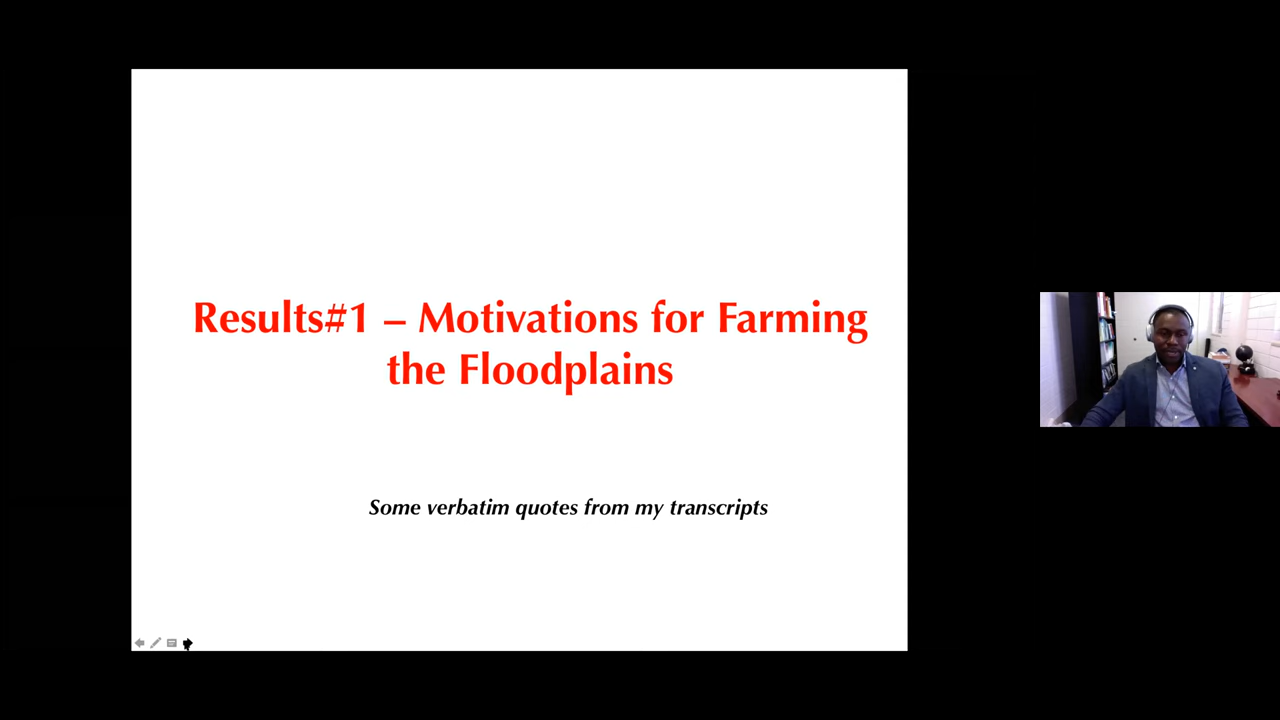 Results#1 – Motivations for Farming
the Floodplains
Some verbatim quotes from my transcripts